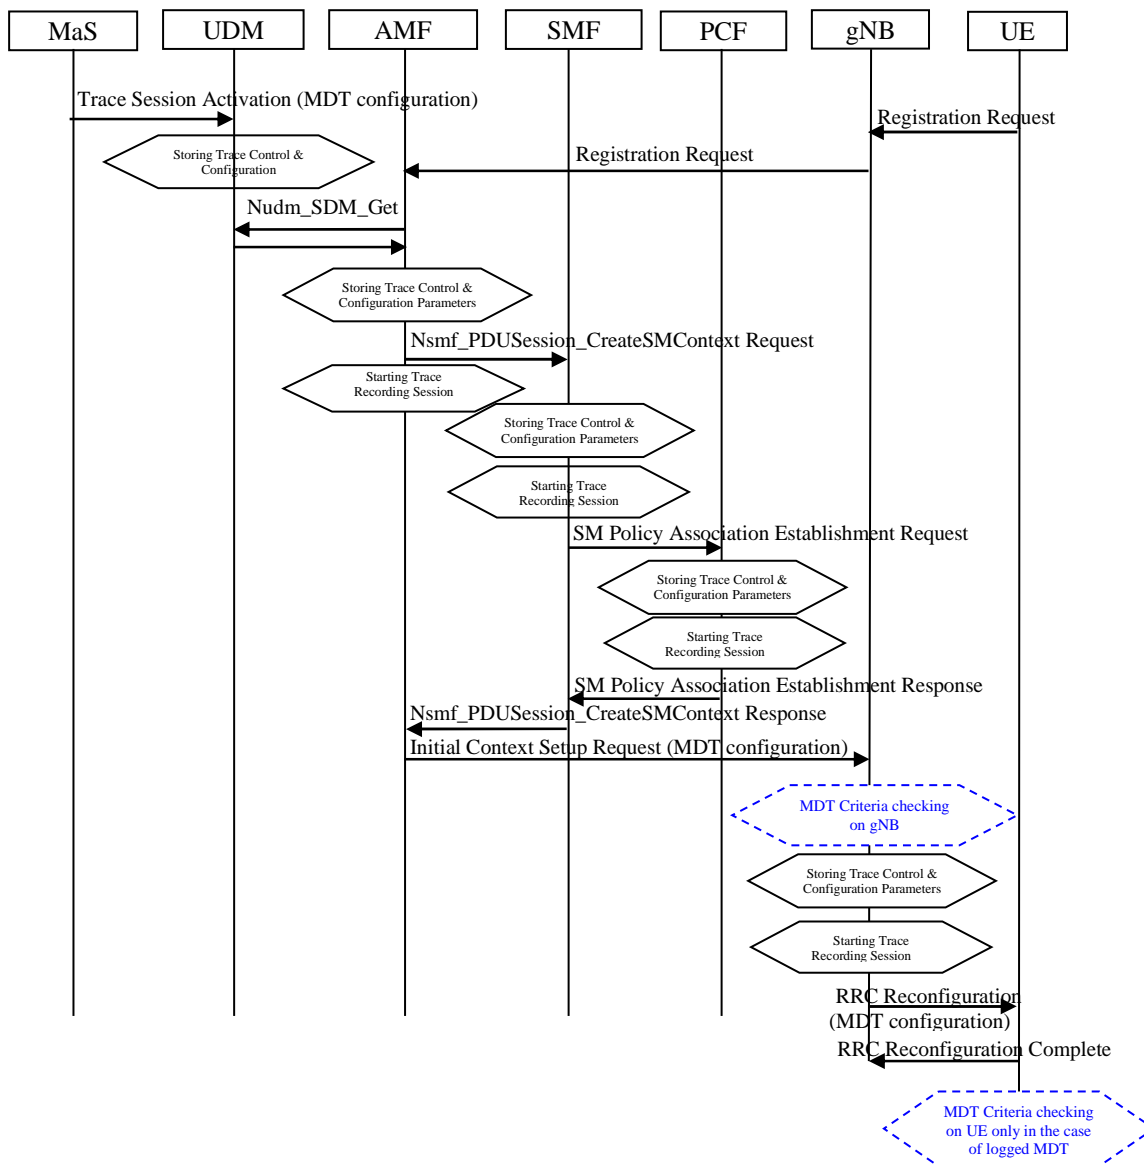 MaS
UDM
AMF
SMF
PCF
gNB
UE
Trace Session Activation (MDT configuration)
Registration Request
Storing Trace Control &
Configuration
Registration Request
Nudm_SDM_Get
Storing Trace Control &
Configuration Parameters
Nsmf_PDUSession_CreateSMContext Request
Starting Trace
Recording Session
Storing Trace Control &
Configuration Parameters
Starting Trace
Recording Session
SM Policy Association Establishment Request
Storing Trace Control &
Configuration Parameters
Starting Trace
Recording Session
SM Policy Association Establishment Response
Nsmf_PDUSession_CreateSMContext Response
Initial Context Setup Request (MDT configuration)
MDT Criteria checking
on gNB
Storing Trace Control &
Configuration Parameters
Starting Trace
Recording Session
RRC Reconfiguration
(MDT configuration)
RRC Reconfiguration Complete
MDT Criteria checking
on UE only in the case
of logged MDT